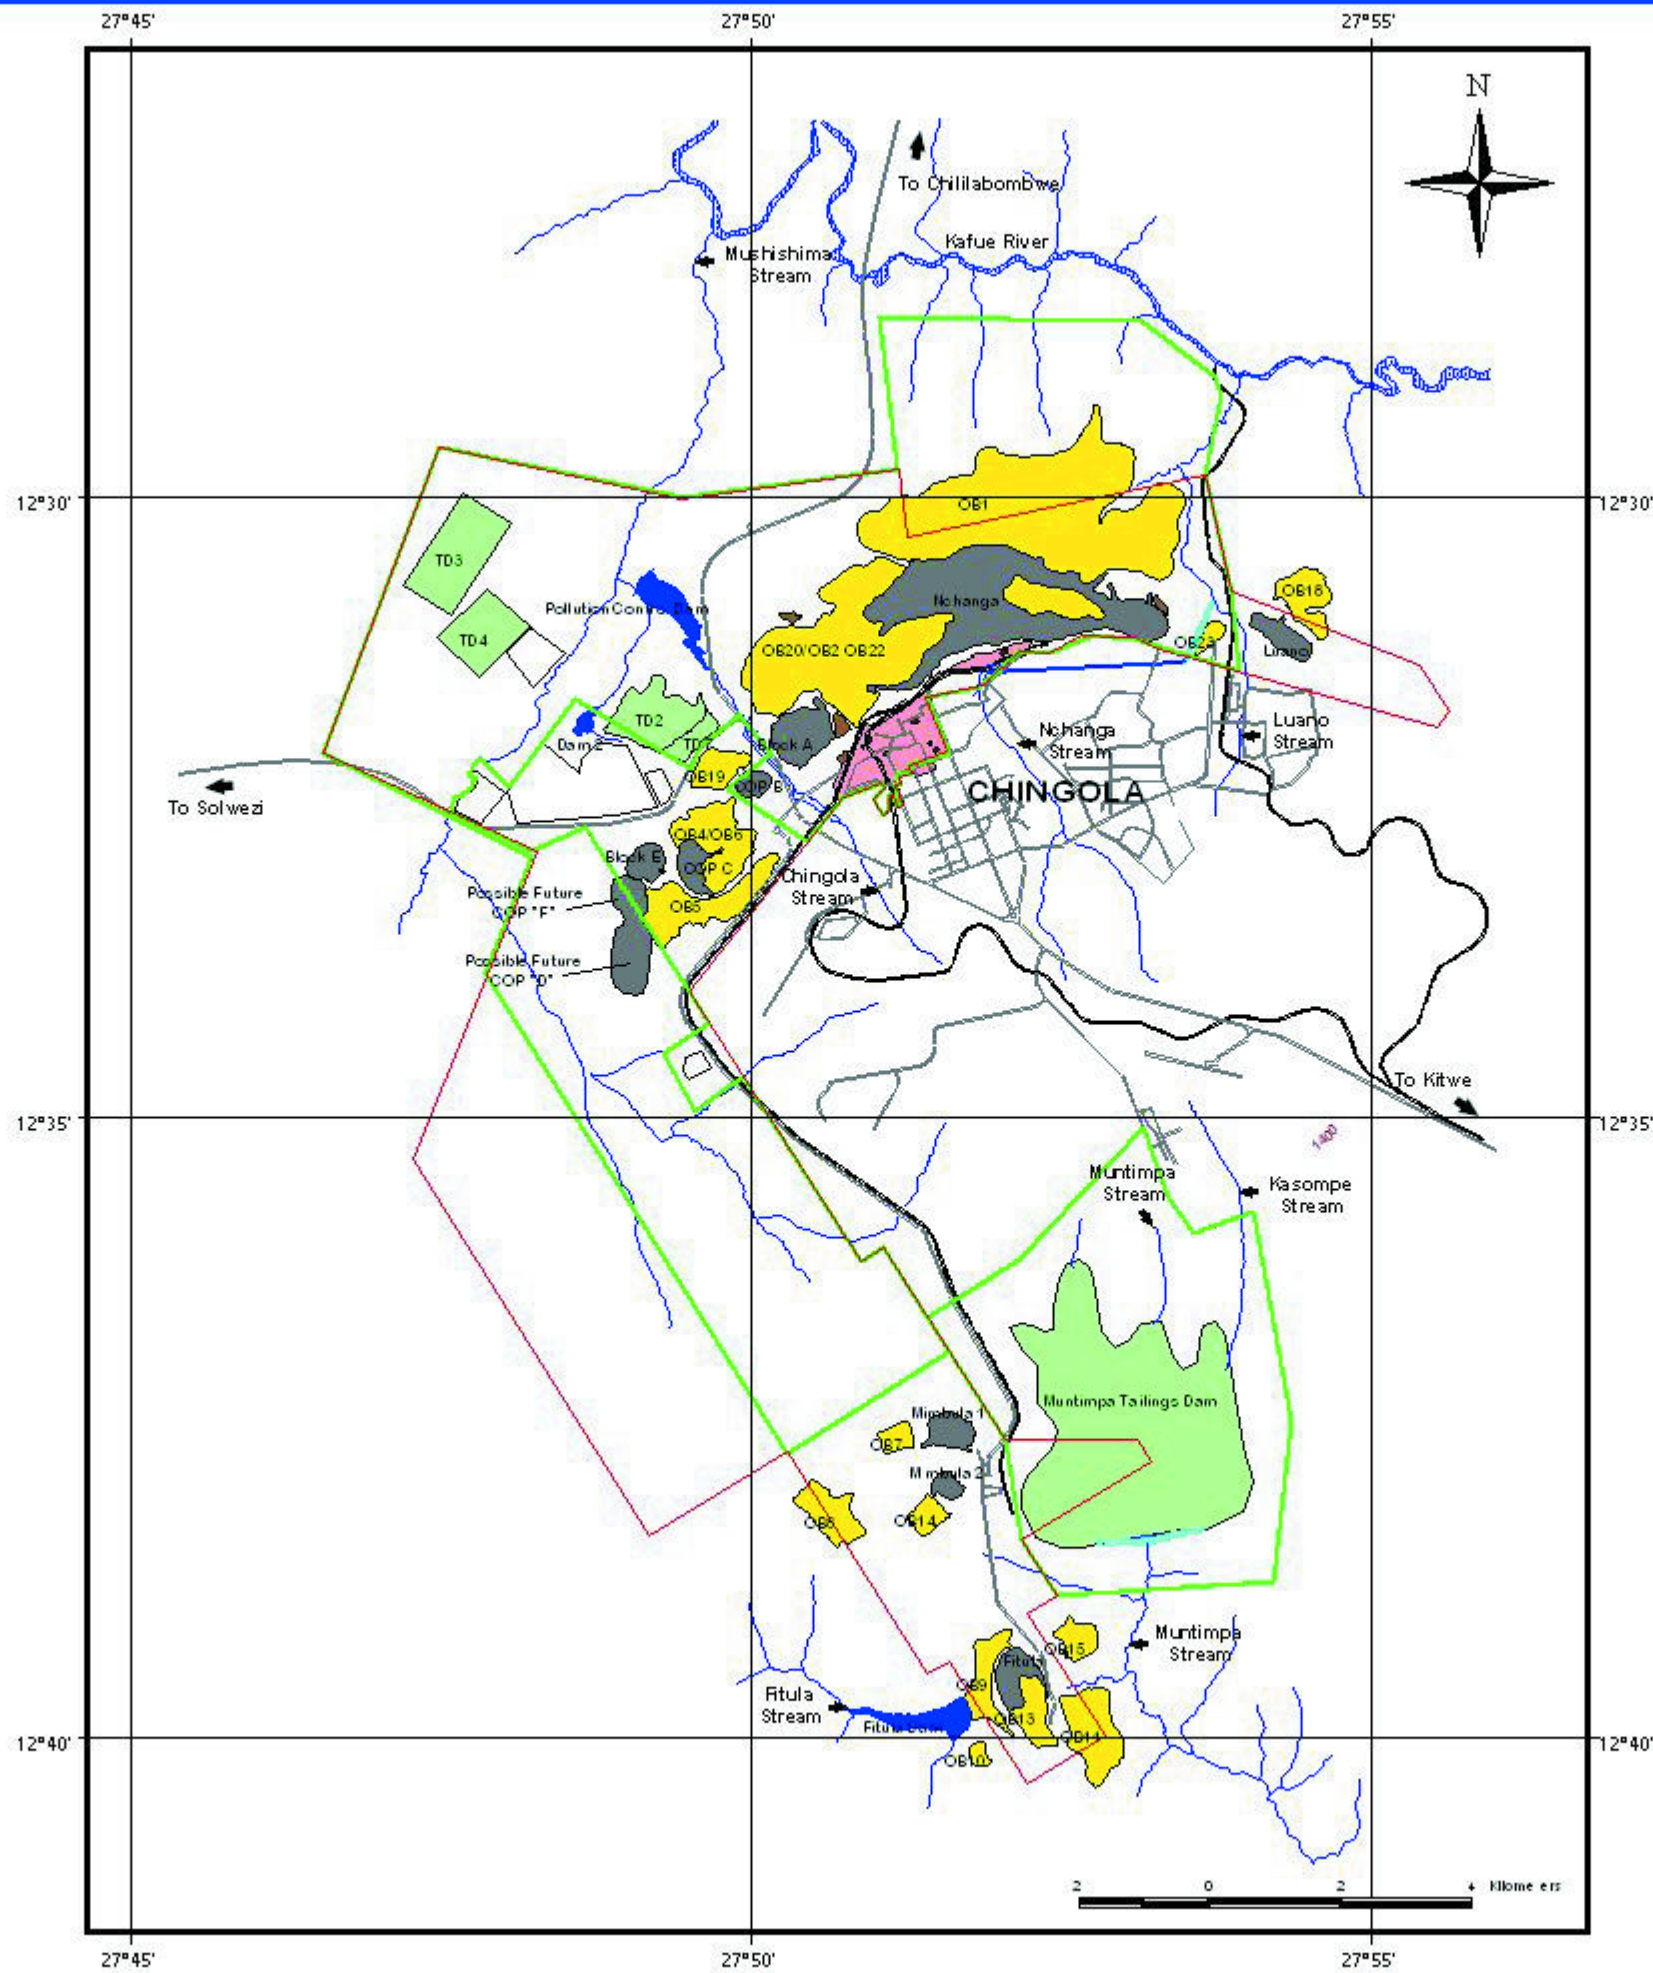 27°45'
27°50'
27°55'
N
To Chililabombwe
Kafue River
Mushishima
Stream
12°30'
12°30'
OB1
TD3
Pollution Control Dam
Nchanga
OB18
TD4
OB20/OB2 OB22
OB23
Luano
TD2
Nchanga
Stream
Luano
Stream
Dam 2
Block A
OB19
COP B
CHINGOLA
To Solwezi
OB4/OB6
Block E
COP C
Chingola
Stream
Possible Future
COP "F"
OB5
Possible Future
COP "D"
To Kitwe
12°35'
12°35'
1400
Muntimpa
Stream
Kasompe
Stream
Muntimpa Tailings Dam
Mimbula 1
OB7
Mimbula 2
OB14
Muntimpa
Stream
OB15
Fitula
OB9
Fitula
Stream
OB13
Fitula Dam
12°40'
12°40'
OB10
2 0 2 4 Kilome ers
27°45'
27°50'
27°55'